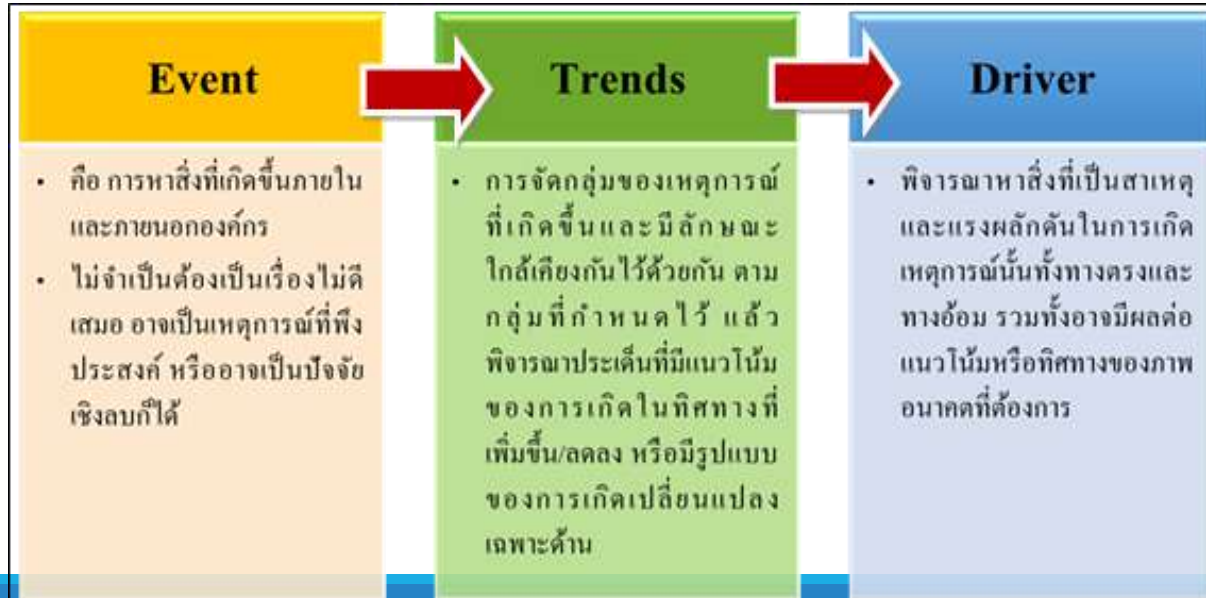 Event
• คือ การหาสิ่งที่เกิดขึ้นภายใน
และภายนอกองค์กร
• ไม่จำเป็นต้องเป็นเรื่องไม่ดี
เสมอ อาจเป็นเหตุการณ์ที่พึง
ประสงค์ หรืออาจเป็นปัจจัย
เชิงลบก็ได้
Trends
• การจัดกลุ่มของเหตุการณ์
ที่เกิดขึ้นและมีลักษณะ
ใกล้เคียงกันไว้ด้วยกัน ตาม
กลุ่มที่กำหนดไว้ แล้ว
พิจารณาประเด็นที่มีแนวโน้ม
ของการเกิดในทิศทางที่
เพิ่มขึ้น/ลดลง หรือมีรูปแบบ
ของการเกิดเปลี่ยนแปลง
เฉพาะด้าน
Driver
• พิจารณาหาสิ่งที่เป็นสาเหตุ
และแรงผลักดันในการเกิด
เหตุการณ์นั้นทั้งทางตรงและ
ทางอ้อม รวมทั้งอาจมีผลต่อ
แนวโน้มหรือทิศทางของภาพ
อนาคตที่ต้องการ